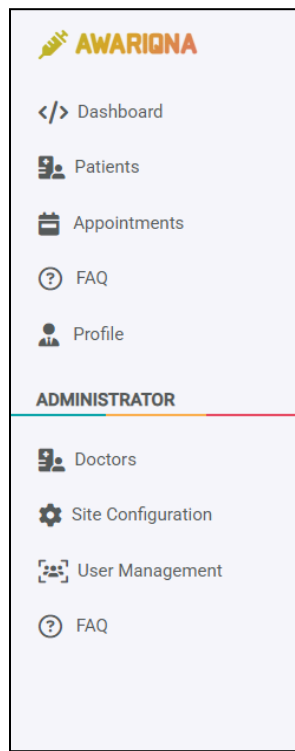 AWARIQNA
Dashboard
Patients
Appointments
FAQ
Profile
ADMINISTRATOR
Doctors
Site Configuration
User Management
FAQ